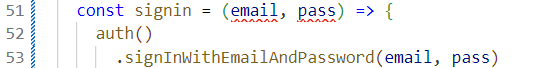 51 const signin = (email, pass) => {
52 auth()
53 .signInWithEmailAndPassword(email, pass)